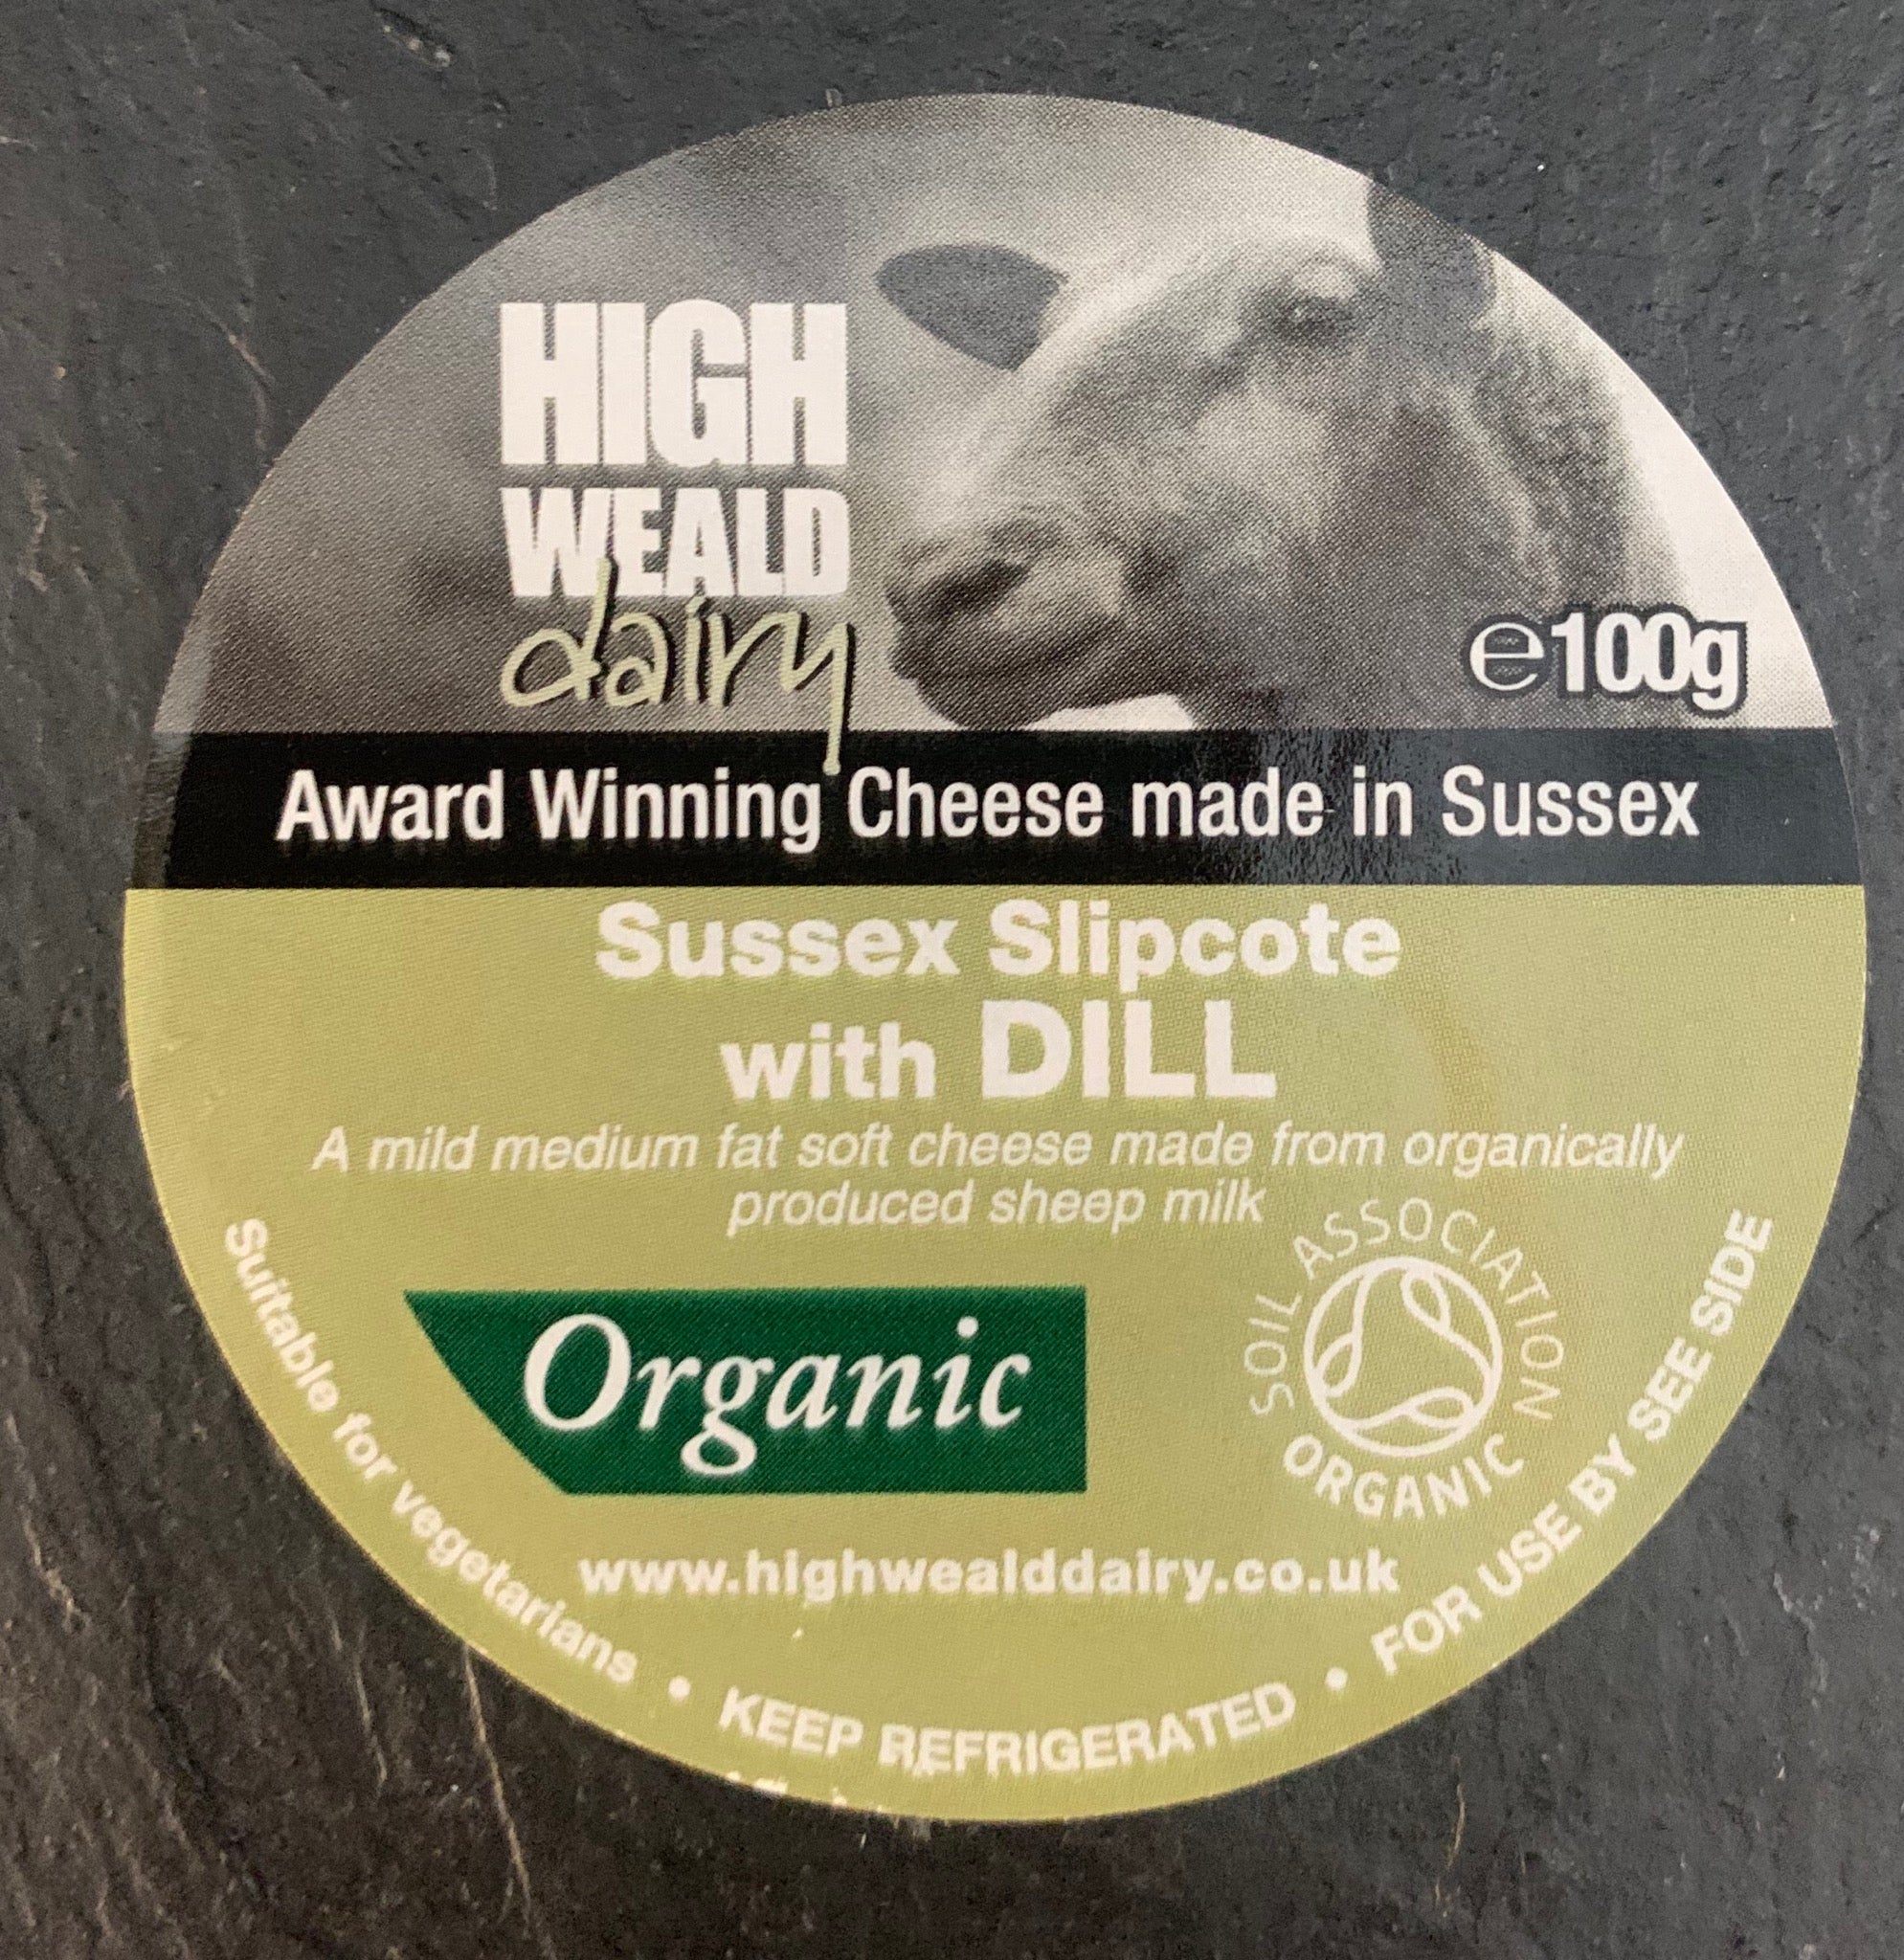 HIGH
WEALD
dairy
℮100g
Award Winning Cheese made in Sussex
Sussex Slipcote
with DILL
A mild medium fat soft cheese made from organically
produced sheep milk
Organic
SOIL ASSOCIATION
ORGANIC
www.highwealddairy.co.uk
Suitable for vegetarians • KEEP REFRIGERATED • FOR USE BY SEE SIDE